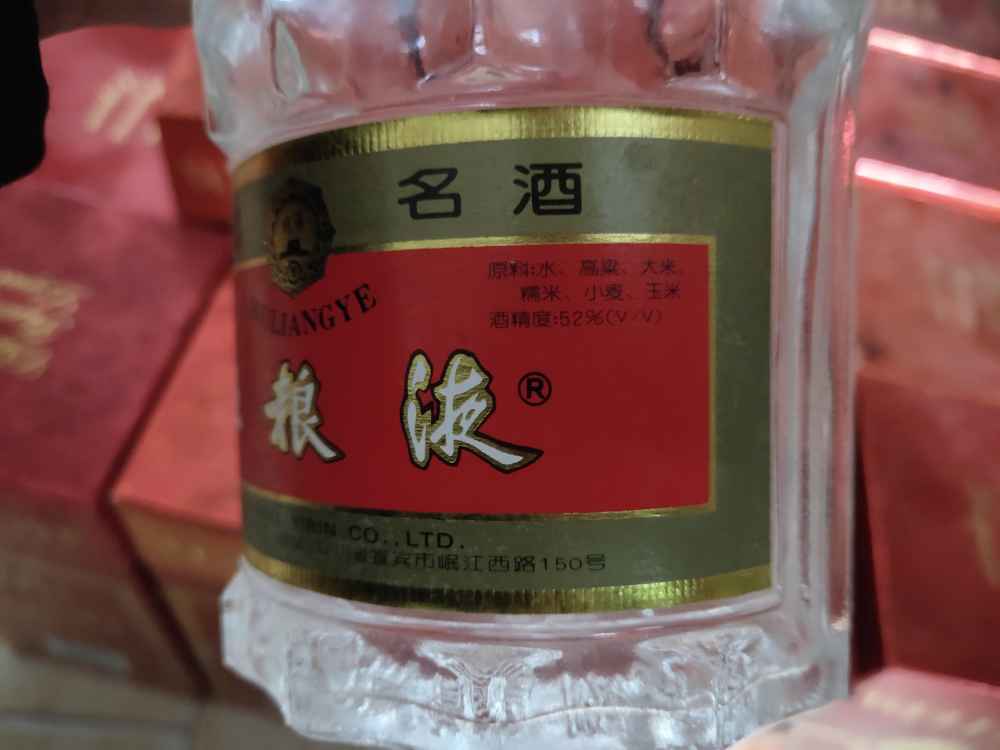 名酒
原料:水、高粱、大米、
糯米、小麦、玉米
酒精度:52%(V/V)
LIANGYE
粮液®
CO.,LTD.
宜宾市岷江西路150号